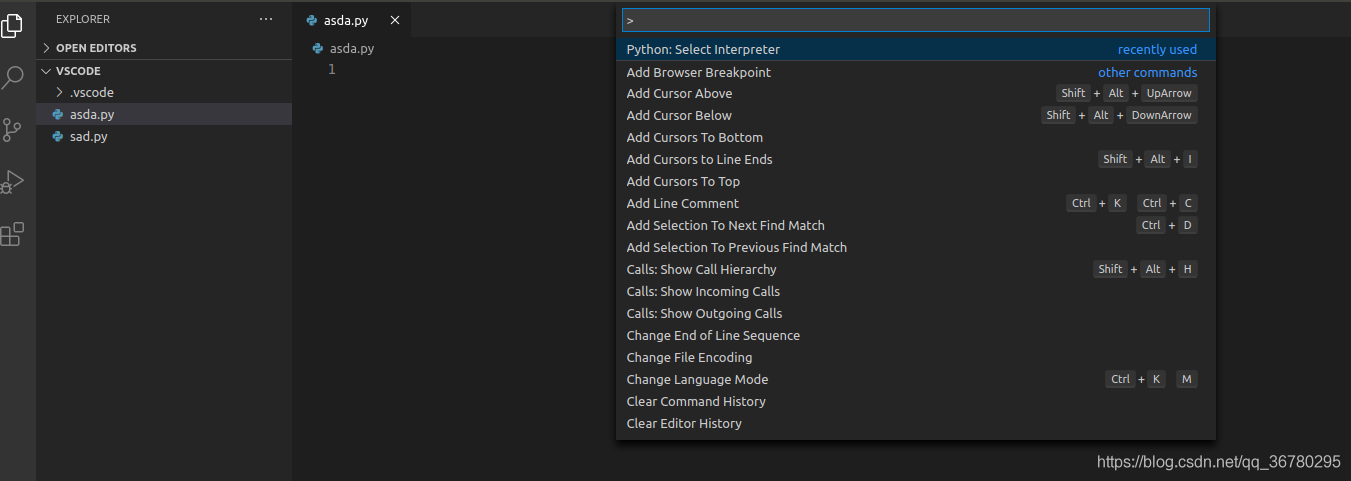 EXPLORER ···
OPEN EDITORS
VSCODE
.vscode
asda.py
sad.py
asda.py
asda.py
1
>
Python: Select Interpreter recently used
Add Browser Breakpoint other commands
Add Cursor Above Shift + Alt + UpArrow
Add Cursor Below Shift + Alt + DownArrow
Add Cursors To Bottom
Add Cursors to Line Ends Shift + Alt + I
Add Cursors To Top
Add Line Comment Ctrl + K Ctrl + C
Add Selection To Next Find Match Ctrl + D
Add Selection To Previous Find Match
Calls: Show Call Hierarchy Shift + Alt + H
Calls: Show Incoming Calls
Calls: Show Outgoing Calls
Change End of Line Sequence
Change File Encoding
Change Language Mode Ctrl + K M
Clear Command History
Clear Editor History
https://blog.csdn.net/qq_36780295